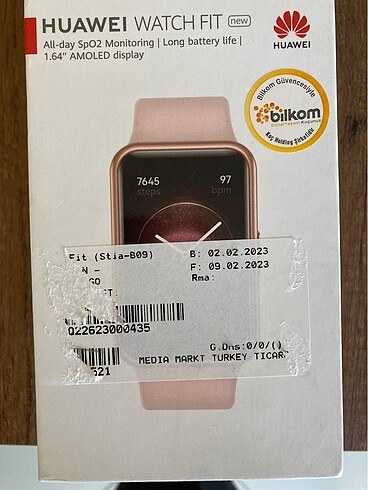 HUAWEI WATCH FIT new
All-day SpO2 Monitoring | Long battery life |
1.64" AMOLED display
HUAWEI
Bilkom Güvencesiyle
bilkom
Koç Holding Şirketidir
7645
steps
97
bpm
Fit (Stia-B09)
B: 02.02.2023
F: 09.02.2023
Rma:
Q22623000435
G.Dns:0/0/()
521
MEDIA MARKT TURKEY TICAR